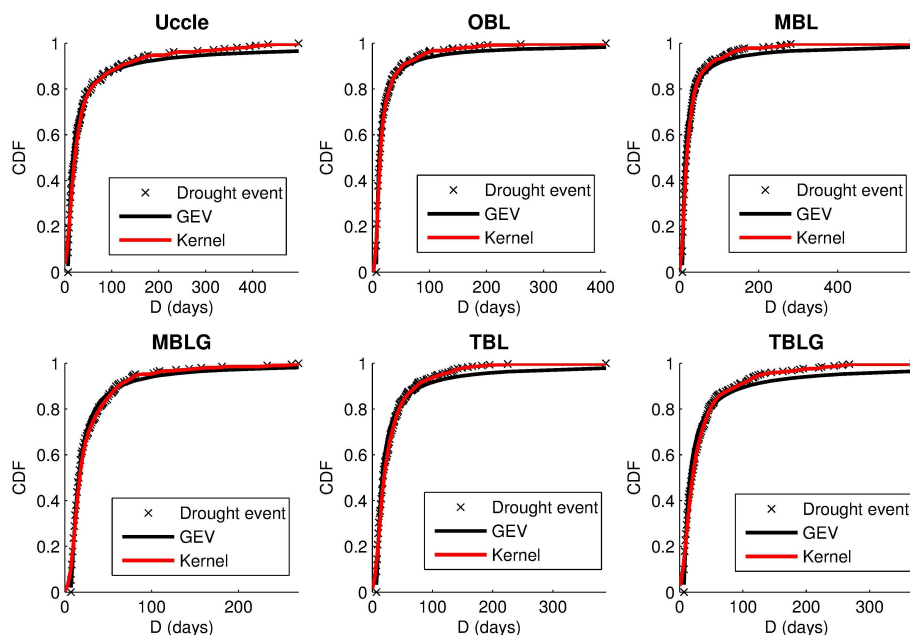 Uccle
1
0.8
0.6
0.4
0.2
0
CDF
Drought event
GEV
Kernel
0 100 200 300 400
D (days)
OBL
1
0.8
0.6
0.4
0.2
0
CDF
Drought event
GEV
Kernel
0 100 200 300 400
D (days)
MBL
1
0.8
0.6
0.4
0.2
0
CDF
Drought event
GEV
Kernel
0 200 400
D (days)
MBLG
1
0.8
0.6
0.4
0.2
0
CDF
Drought event
GEV
Kernel
0 100 200
D (days)
TBL
1
0.8
0.6
0.4
0.2
0
CDF
Drought event
GEV
Kernel
0 100 200 300
D (days)
TBLG
1
0.8
0.6
0.4
0.2
0
CDF
Drought event
GEV
Kernel
0 100 200 300
D (days)